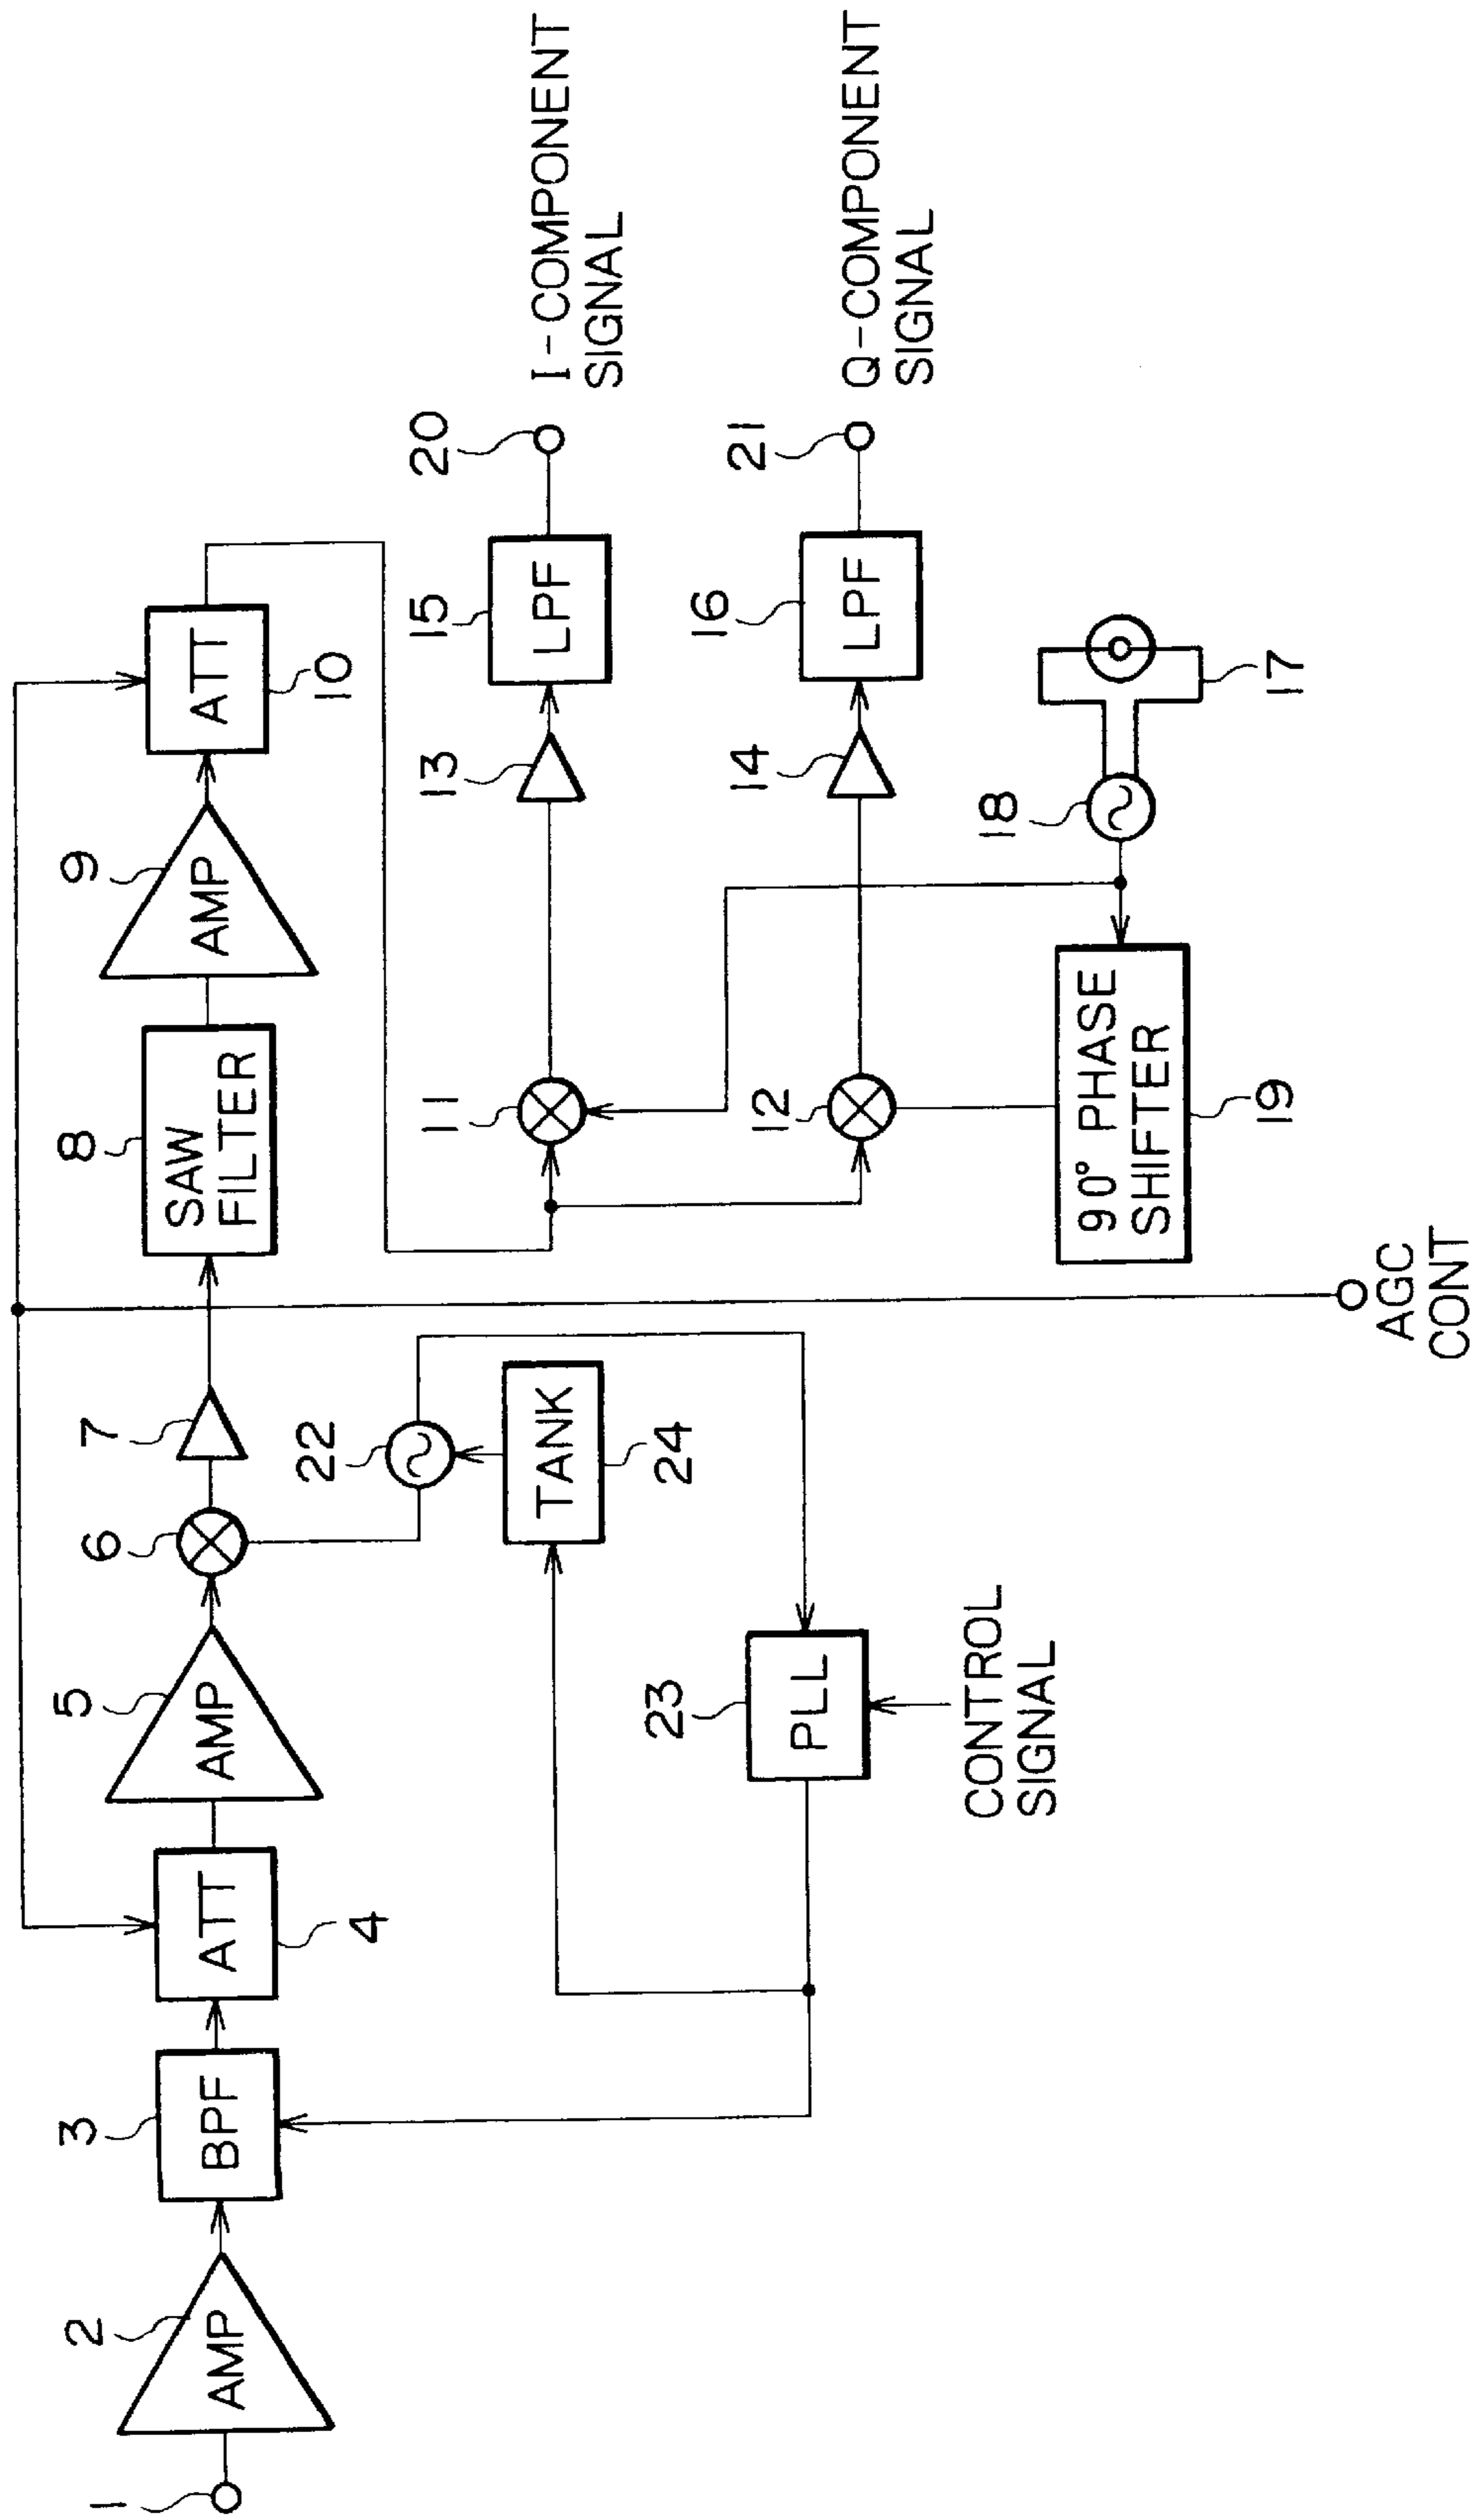 1
2
AMP
3
BPF
4
ATT
5
AMP
6
7
8
SAW
FILTER
9
AMP
10
ATT
22
TANK
24
23
PLL
CONTROL
SIGNAL
11
13
15
LPF
20
I-COMPONENT
SIGNAL
12
14
16
LPF
21
Q-COMPONENT
SIGNAL
18
17
90° PHASE
SHIFTER
19
AGC
CONT